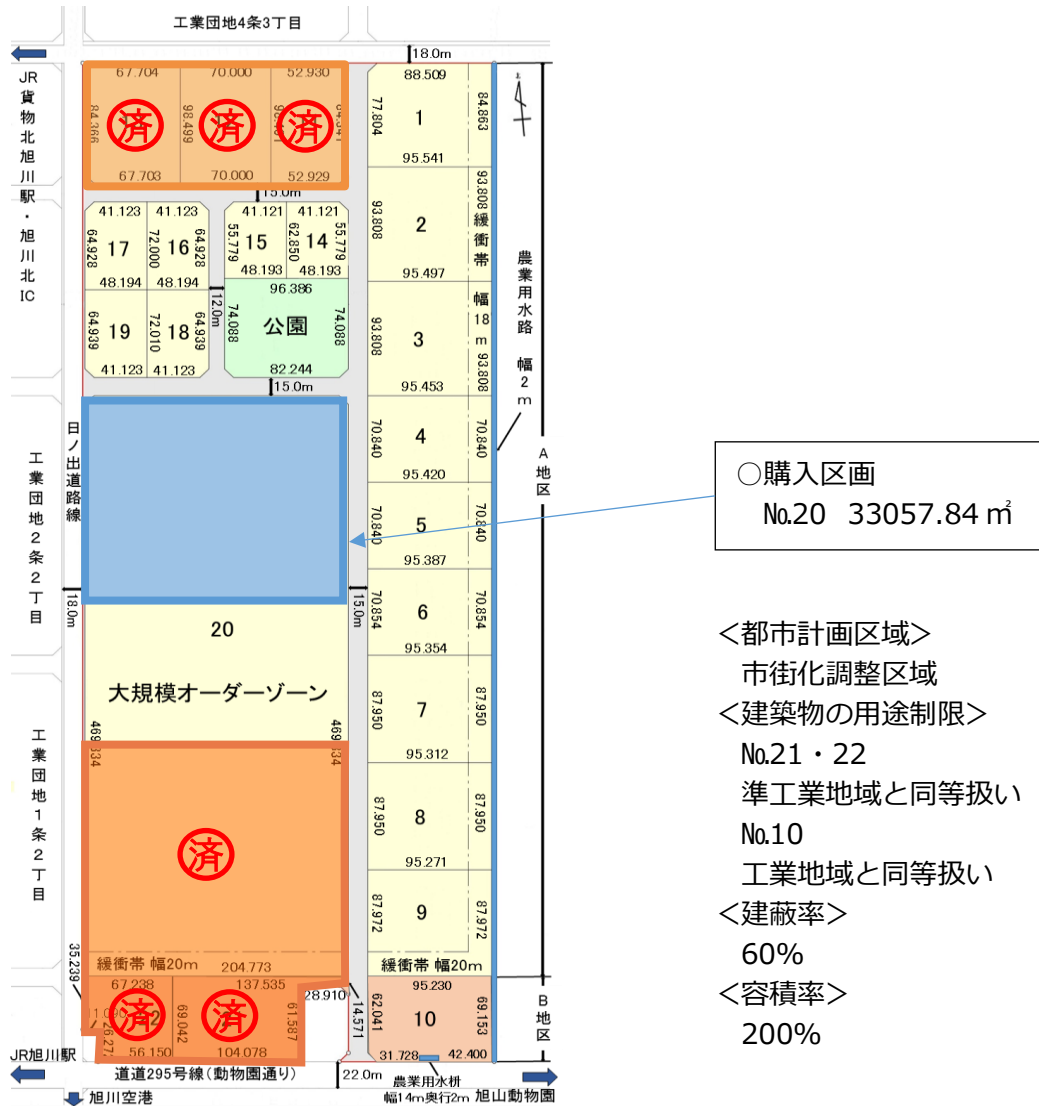 工業団地4条3丁目
18.0m
JR貨物北旭川駅・旭川北IC
67.704
70.000
52.930
84.366
98.499
済
済
済
67.703
70.000
52.929
15.0m
88.509
77.804
1
84.863
95.541
93.808
2
93.808
95.497
緩衝帯 幅18m
93.808
3
93.808
95.453
農業用水路 幅2m
41.123
41.123
64.928
17
72.000
16
64.928
48.194
48.194
41.121
41.121
55.779
15
62.850
14
55.779
48.193
48.193
96.386
74.088
公園
74.088
82.244
12.0m
64.939
19
72.010
18
64.939
41.123
41.123
15.0m
日ノ出道路線
工業団地2条2丁目
18.0m
15.0m
70.840
4
70.840
95.420
70.840
5
70.840
95.387
70.854
6
70.854
95.354
A地区
○購入区画
№20 33057.84㎡
20
大規模オーダーゾーン
469.334
469.334
87.950
7
87.950
95.312
工業団地1条2丁目
済
87.950
8
87.950
95.271
87.972
9
87.972
緩衝帯 幅20m
204.773
緩衝帯 幅20m
35.239
67.238
137.535
28.910
14.571
済
69.042
済
61.587
56.150
104.078
95.230
62.041
10
69.153
31.728
42.400
B地区
JR旭川駅
道道295号線(動物園通り)
22.0m
農業用水枡
幅14m奥行2m
旭山動物園
旭川空港
<都市計画区域>
市街化調整区域
<建築物の用途制限>
№21・22
準工業地域と同等扱い
№10
工業地域と同等扱い
<建蔽率>
60%
<容積率>
200%